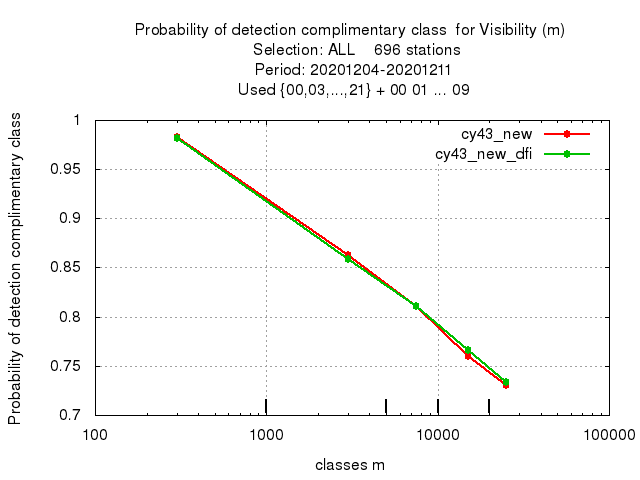 Probability of detection complimentary class for Visibility (m)
Selection: ALL 696 stations
Period: 20201204-20201211
Used {00,03,...,21} + 00 01 ... 09
Probability of detection complimentary class
1
0.95
0.9
0.85
0.8
0.75
0.7
cy43_new
cy43_new_dfi
100 1000 10000 100000
classes m